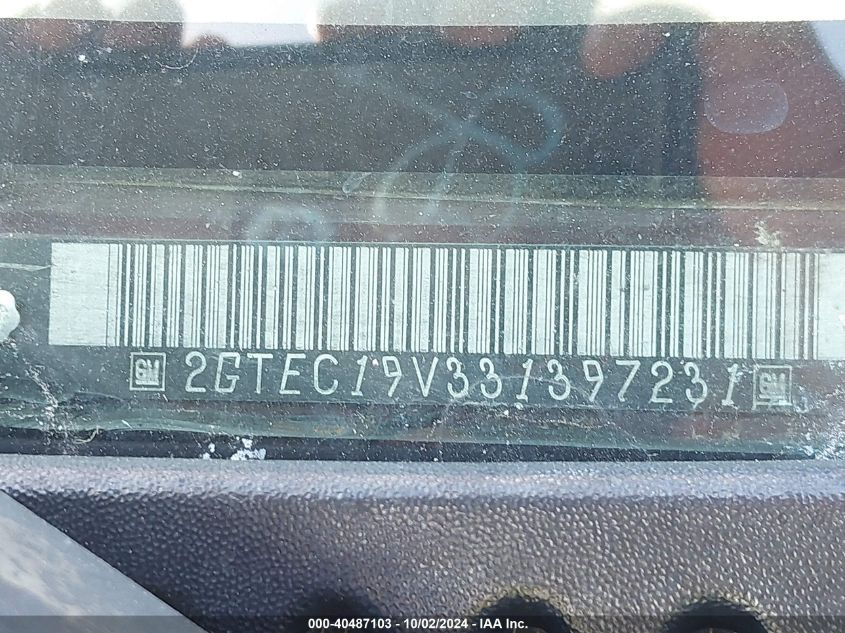 GM 2GTEC19V331397231 GM
000-40487103 - 10/02/2024 - IAA Inc.